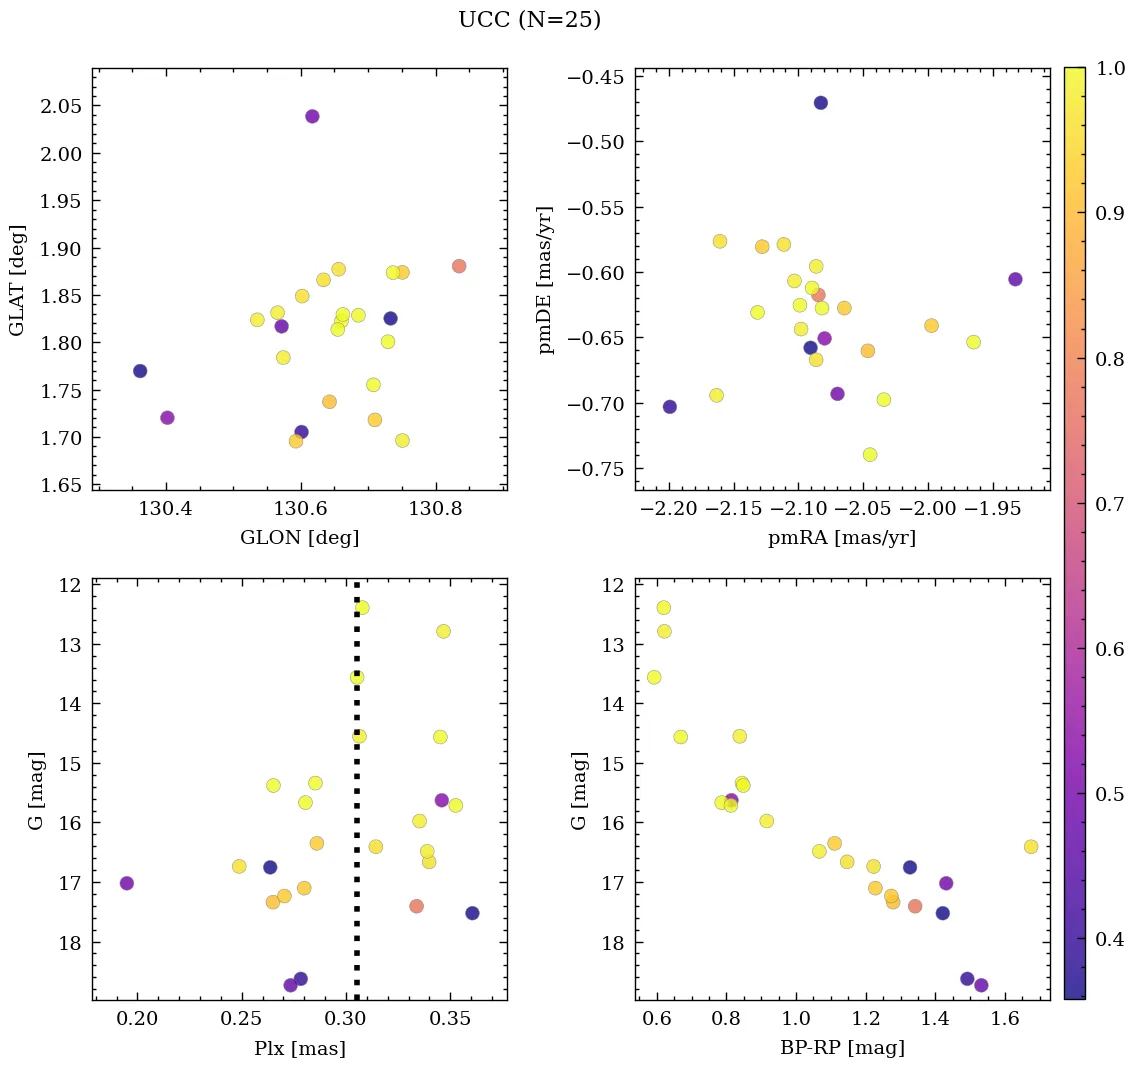 UCC (N=25)
2.05
2.00
1.95
1.90
1.85
1.80
1.75
1.70
1.65
GLAT [deg]
130.4 130.6 130.8
GLON [deg]
−0.45
−0.50
−0.55
−0.60
−0.65
−0.70
−0.75
pmDE [mas/yr]
−2.20 −2.15 −2.10 −2.05 −2.00 −1.95
pmRA [mas/yr]
12
13
14
15
16
17
18
G [mag]
0.20 0.25 0.30 0.35
Plx [mas]
12
13
14
15
16
17
18
G [mag]
0.6 0.8 1.0 1.2 1.4 1.6
BP-RP [mag]
1.0
0.9
0.8
0.7
0.6
0.5
0.4